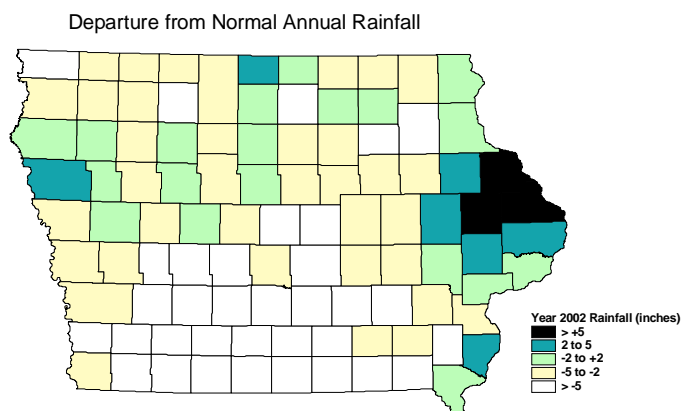 Departure from Normal Annual Rainfall
Year 2002 Rainfall (inches)
> +5
2 to 5
-2 to +2
-5 to -2
> -5